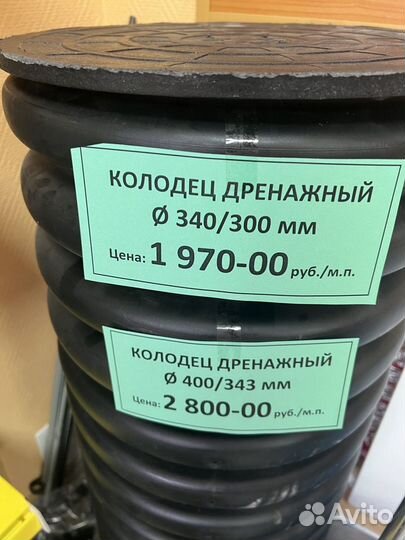 КОЛОДЕЦ ДРЕНАЖНЫЙ
Ø 340/300 мм
Цена: 1 970-00 руб./м.п.
КОЛОДЕЦ ДРЕНАЖНЫЙ
Ø 400/343 мм
Цена: 2 800-00 руб./м.п.
Avito